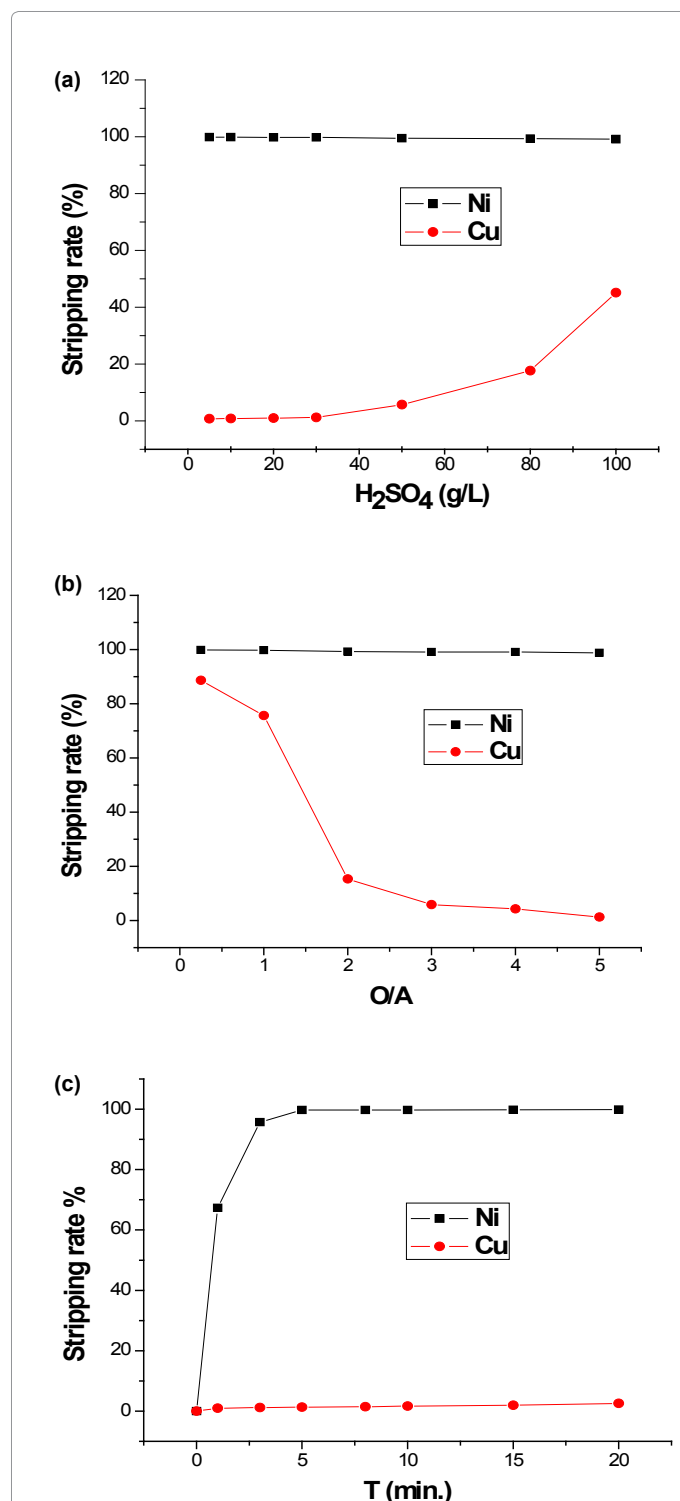 (a)
120
100
80
60
40
20
0
Stripping rate (%)
Ni
Cu
0 20 40 60 80 100
H₂SO₄ (g/L)
(b)
120
100
80
60
40
20
0
Stripping rate (%)
Ni
Cu
0 1 2 3 4 5
O/A
(c)
100
80
60
40
20
0
Stripping rate %
Ni
Cu
0 5 10 15 20
T (min.)